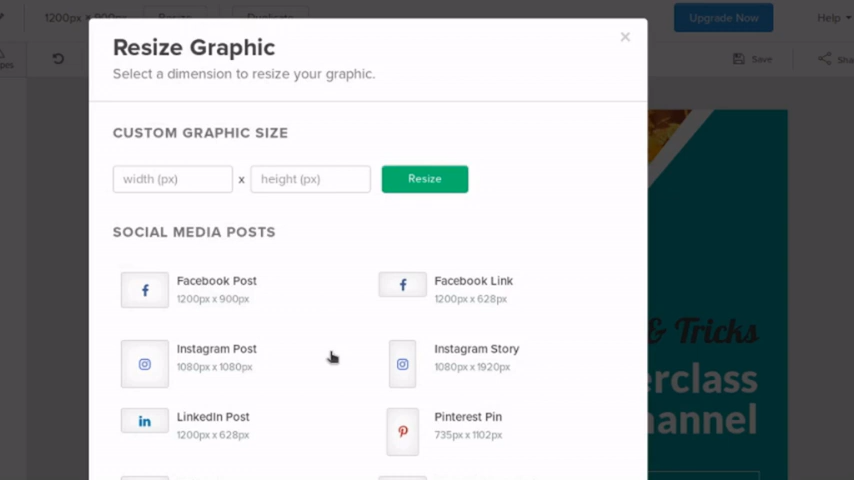 1200px x 900px Resize Duplicate Upgrade Now Help
Resize Graphic
Select a dimension to resize your graphic.
Save
CUSTOM GRAPHIC SIZE
width (px) x height (px) Resize
SOCIAL MEDIA POSTS
Facebook Post Facebook Link
1200px x 900px 1200px x 628px
& Tricks
Instagram Post Instagram Story
1080px x 1080px 1080px x 1920px
LinkedIn Post Pinterest Pin
1200px x 628px 735px x 1102px